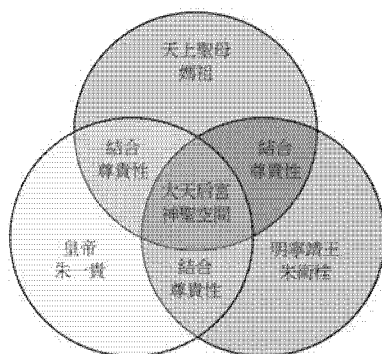 天上聖母
媽祖
結合
尊貴性
結合
尊貴性
大天后宮
神聖空間
皇帝
朱一貴
明寧靖王
朱術桂
結合
尊貴性